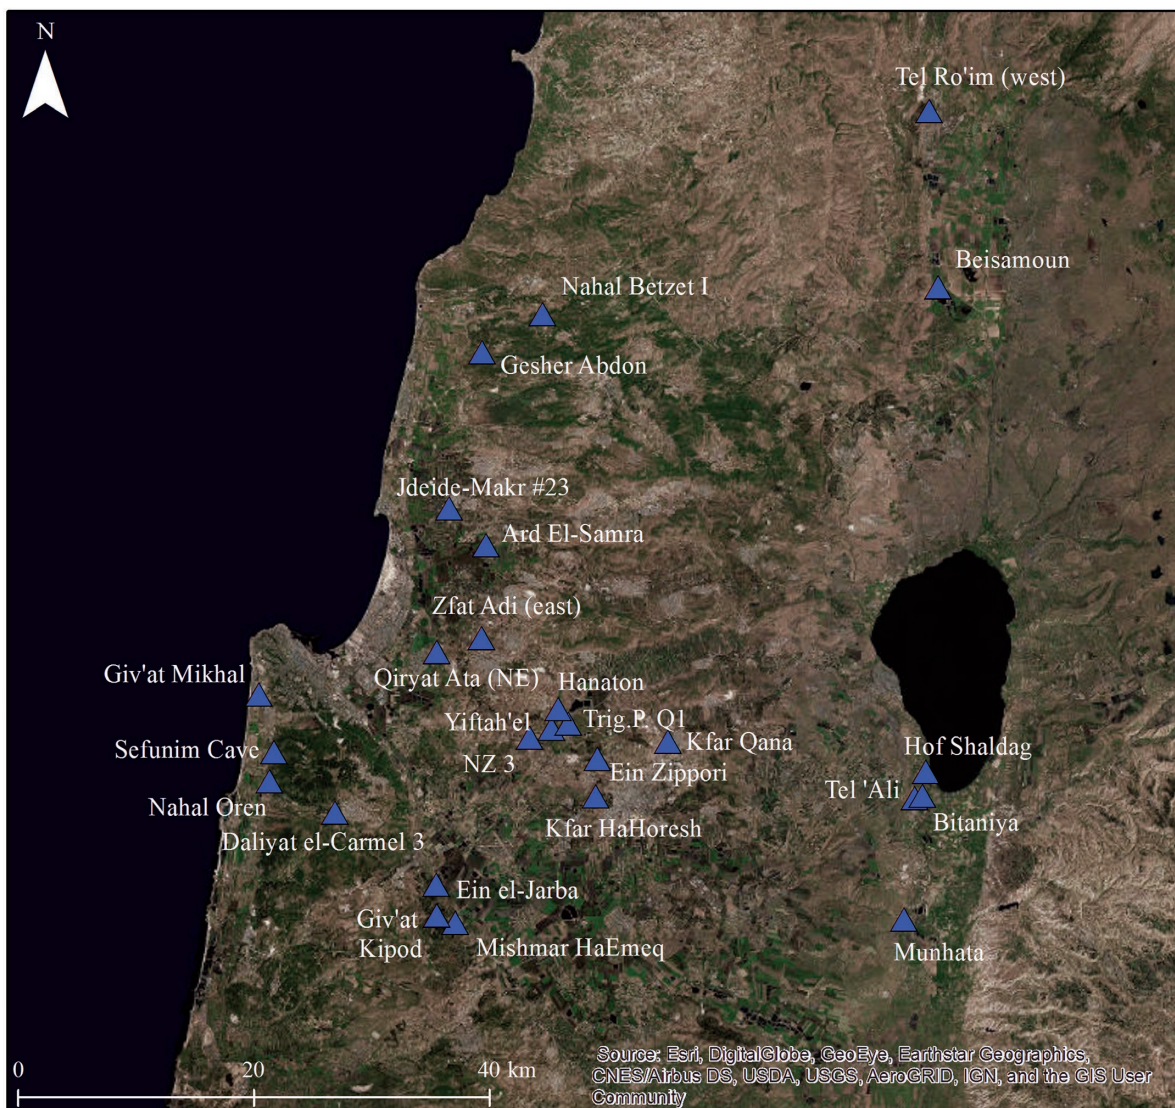 N
Tel Ro'im (west)
Beisamoun
Nahal Betzet I
Gesher Abdon
Jdeide-Makr #23
Ard El-Samra
Zfat Adi (east)
Giv'at Mikhal
Qiryat Ata (NE)
Hanaton
Yiftah'el
Trig.P. Q1
Sefunim Cave
NZ 3
Kfar Qana
Hof Shaldag
Ein Zippori
Nahal Oren
Tel 'Ali
Bitaniya
Kfar HaHoresh
Daliyat el-Carmel 3
Ein el-Jarba
Giv'at
Kipod
Mishmar HaEmeq
Munhata
0 20 40 km
Source: Esri, DigitalGlobe, GeoEye, Earthstar Geographics,
CNES/Airbus DS, USDA, USGS, AeroGRID, IGN, and the GIS User
Community